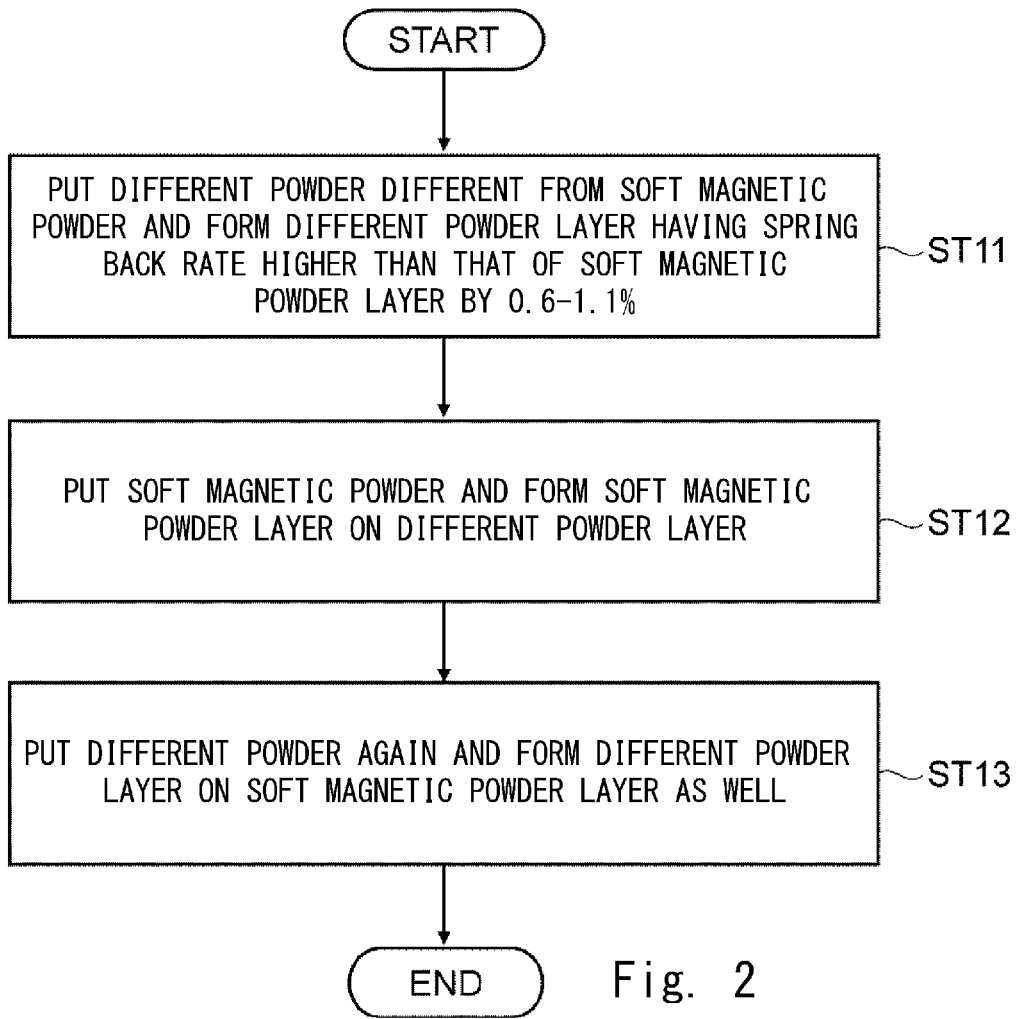 START
PUT DIFFERENT POWDER DIFFERENT FROM SOFT MAGNETIC
POWDER AND FORM DIFFERENT POWDER LAYER HAVING SPRING
BACK RATE HIGHER THAN THAT OF SOFT MAGNETIC
POWDER LAYER BY 0.6-1.1%
ST11
PUT SOFT MAGNETIC POWDER AND FORM SOFT MAGNETIC
POWDER LAYER ON DIFFERENT POWDER LAYER
ST12
PUT DIFFERENT POWDER AGAIN AND FORM DIFFERENT POWDER
LAYER ON SOFT MAGNETIC POWDER LAYER AS WELL
ST13
END
Fig. 2